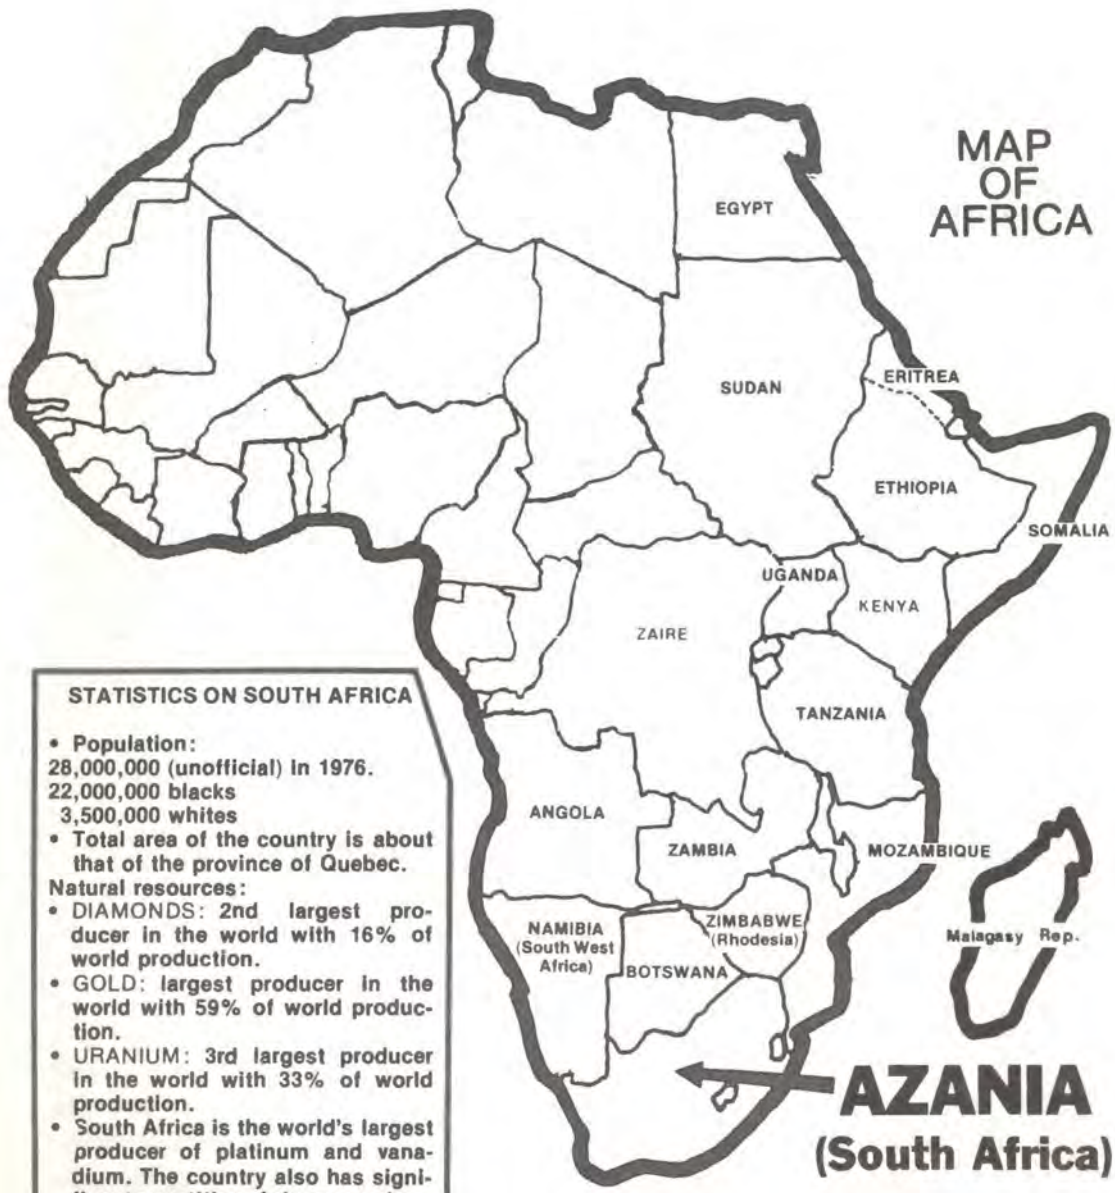 MAP
OF
AFRICA
EGYPT
SUDAN
ERITREA
ETHIOPIA
SOMALIA
UGANDA
KENYA
ZAIRE
TANZANIA
ANGOLA
ZAMBIA
MOZAMBIQUE
NAMIBIA
(South West
Africa)
ZIMBABWE
(Rhodesia)
BOTSWANA
Malagasy Rep.
AZANIA
(South Africa)
STATISTICS ON SOUTH AFRICA
• Population:
28,000,000 (unofficial) in 1976.
22,000,000 blacks
3,500,000 whites
• Total area of the country is about
that of the province of Quebec.
Natural resources:
• DIAMONDS: 2nd largest pro-
ducer in the world with 16% of
world production.
• GOLD: largest producer in the
world with 59% of world produc-
tion.
• URANIUM: 3rd largest producer
in the world with 33% of world
production.
• South Africa is the world's largest
producer of platinum and vana-
dium. The country also has signi-